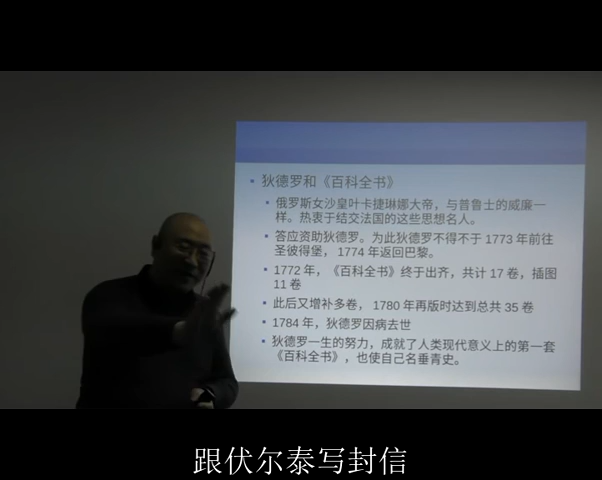 狄德罗和《百科全书》
俄罗斯女沙皇叶卡捷琳娜大帝，与普鲁士的威廉一
样。热衷于结交法国的这些思想名人。
答应资助狄德罗。为此狄德罗不得不于 1773 年前往
圣彼得堡， 1774 年返回巴黎。
1772 年，《百科全书》终于出齐，共计 17 卷，插图
11 卷
此后又增补多卷， 1780 年再版时达到总共 35 卷
1784 年，狄德罗因病去世
狄德罗一生的努力，成就了人类现代意义上的第一套
《百科全书》，也使自己名垂青史。
跟伏尔泰写封信